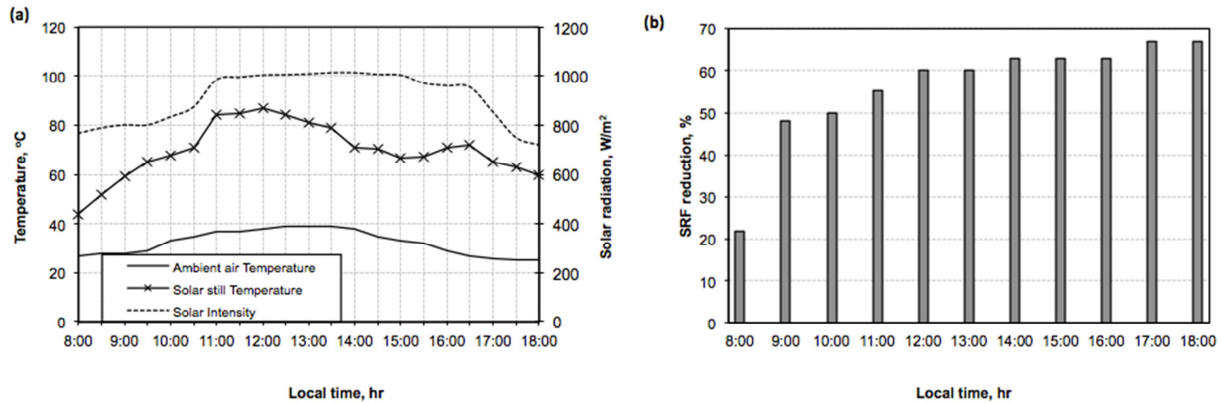 (a)
120
100
80
60
40
20
0
Temperature, °C
1200
1000
800
600
400
200
0
Solar radiation, W/m²
Ambient air Temperature
Solar still Temperature
Solar Intensity
8:00 9:00 10:00 11:00 12:00 13:00 14:00 15:00 16:00 17:00 18:00
Local time, hr
(b)
70
60
50
40
30
20
10
0
SRF reduction, %
8:00 9:00 10:00 11:00 12:00 13:00 14:00 15:00 16:00 17:00 18:00
Local time, hr